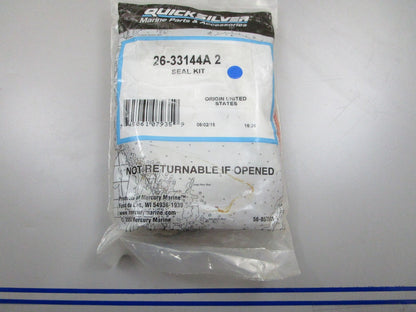 QUICKSILVER
Marine Parts & Accessories
26-33144A 2
SEAL KIT
ORIGIN UNITED
STATES
NOT RETURNABLE IF OPENED
Products of Mercury Marine
Fond du Lac, WI 54936-1939
www.mercurymarine
Mercury Marine